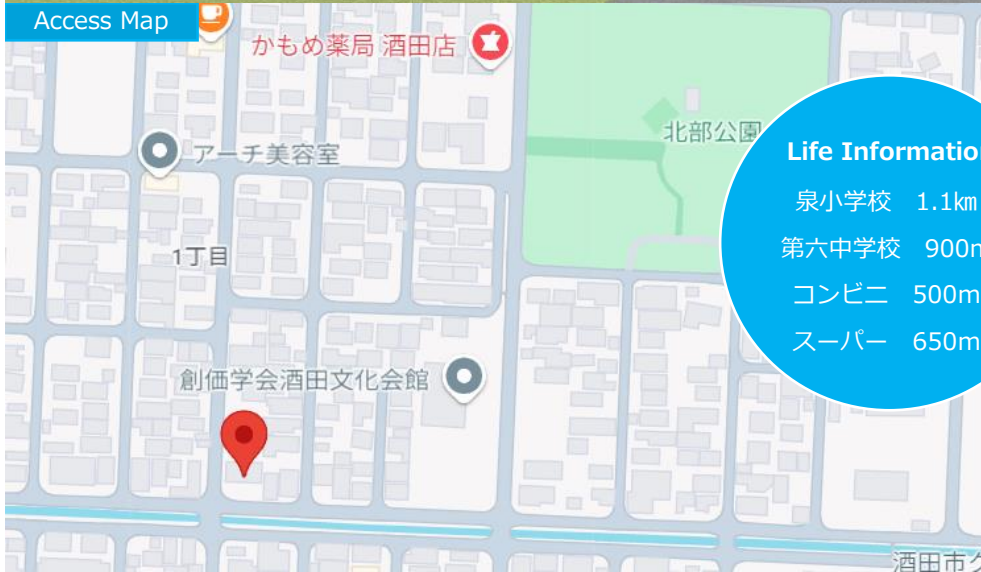 Access Map
かもめ薬局 酒田店
北部公園
アーチ美容室
1丁目
創価学会酒田文化会館
Life Information
泉小学校 1.1㎞
第六中学校 900m
コンビニ 500m
スーパー 650m
酒田市